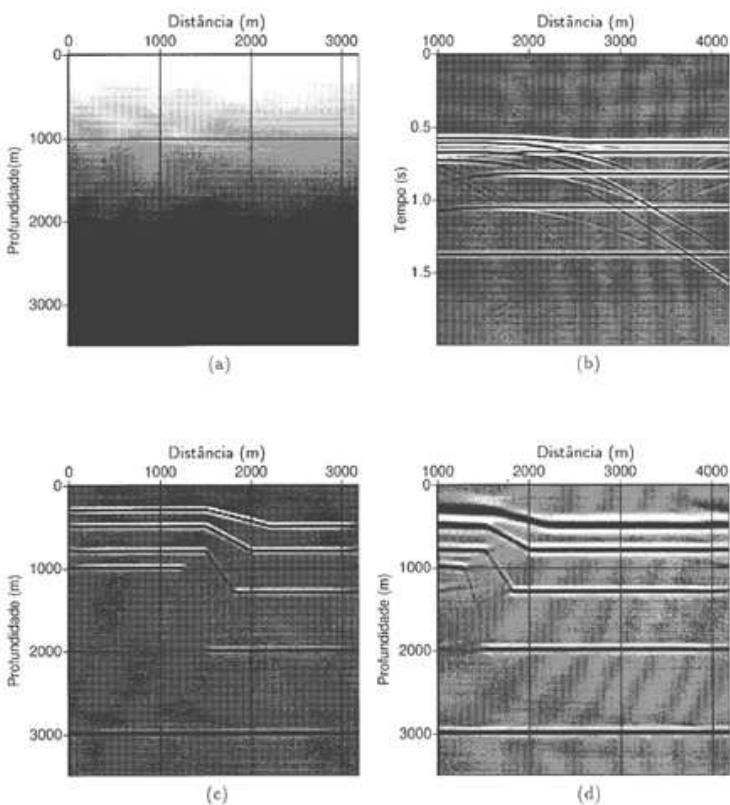 Distância (m)
0 1000 2000 3000
0
1000
2000
3000
Profundidade(m)
(a)
Distância (m)
1000 2000 3000 4000
0
0.5
1.0
1.5
Tempo (s)
(b)
Distância (m)
0 1000 2000 3000
0
1000
2000
3000
Profundidade (m)
(c)
Distância (m)
1000 2000 3000 4000
0
1000
2000
3000
Profundidade (m)
(d)